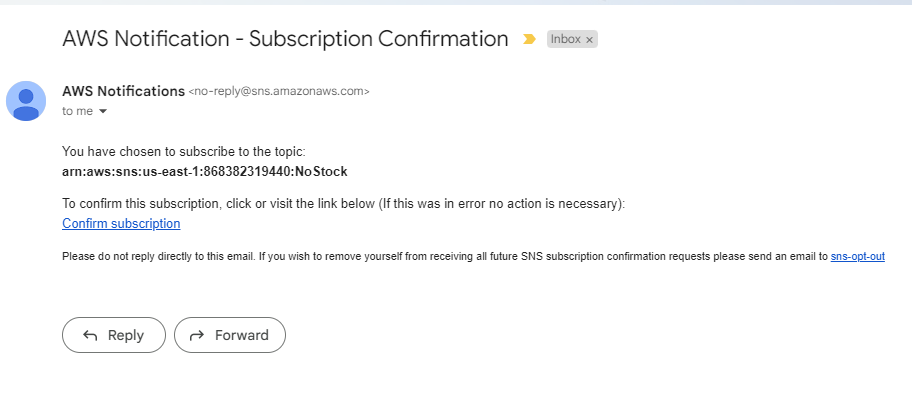 AWS Notification - Subscription Confirmation Inbox ×
AWS Notifications <no-reply@sns.amazonaws.com>
to me
You have chosen to subscribe to the topic:
arn:aws:sns:us-east-1:868382319440:NoStock
To confirm this subscription, click or visit the link below (If this was in error no action is necessary):
Confirm subscription
Please do not reply directly to this email. If you wish to remove yourself from receiving all future SNS subscription confirmation requests please send an email to sns-opt-out
Reply Forward